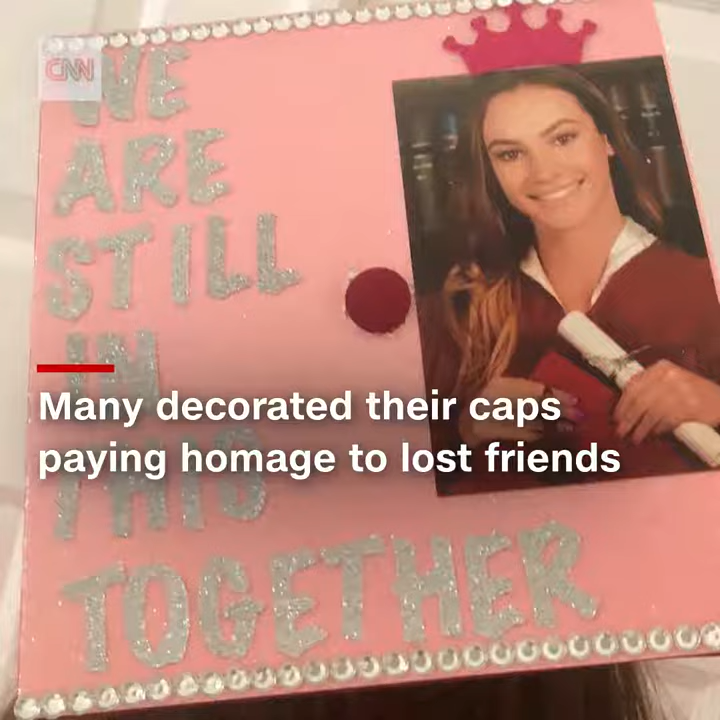 CNN
WE
ARE
STILL
IN
Many decorated their caps
paying homage to lost friends
THIS
TOGETHER